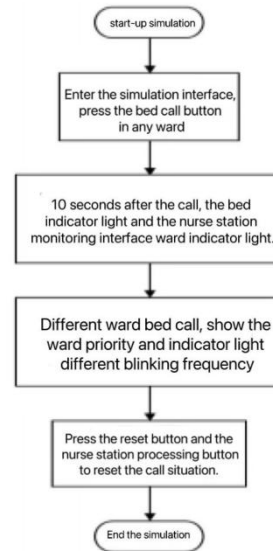 start-up simulation
Enter the simulation interface,
press the bed call button
in any ward
10 seconds after the call, the bed
indicator light and the nurse station
monitoring interface ward indicator light.
Different ward bed call, show the
ward priority and indicator light
different blinking frequency
Press the reset button and the
nurse station processing button
to reset the call situation.
End the simulation